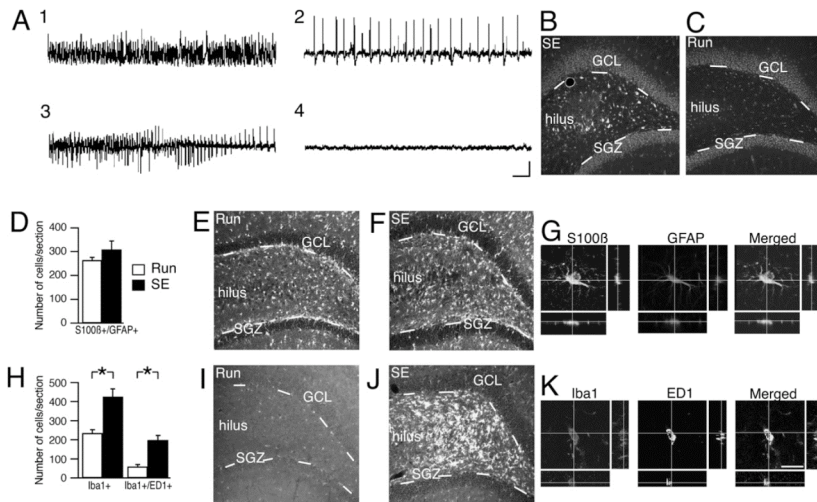 A
1
2
3
4
B
SE
GCL
hilus
SGZ
C
Run
GCL
hilus
SGZ
D
Number of cells/section
400
300
200
100
0
S100ß+/GFAP+
Run
SE
E
Run
GCL
hilus
SGZ
F
SE
GCL
hilus
SGZ
G
S100ß
GFAP
Merged
H
Number of cells/section
500
400
300
200
100
0
*
*
Iba1+
Iba1+/ED1+
I
Run
GCL
hilus
SGZ
J
SE
GCL
hilus
SGZ
K
Iba1
ED1
Merged